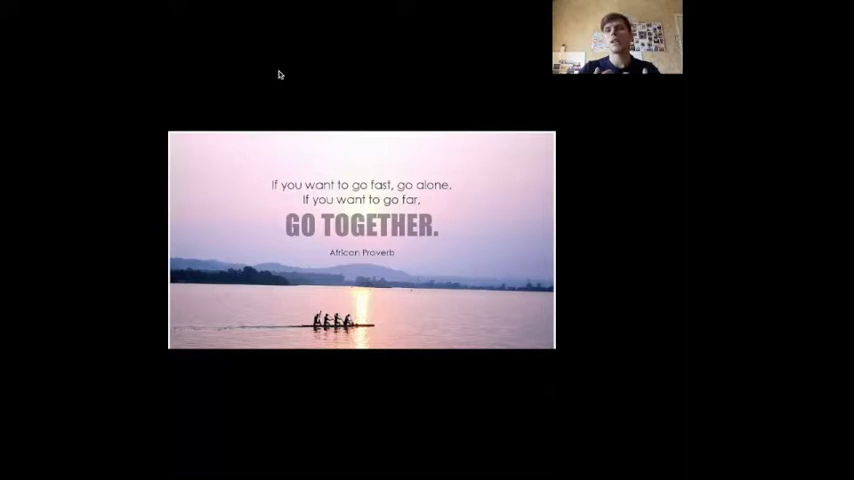 If you want to go fast, go alone.
If you want to go far,
GO TOGETHER.
African Proverb